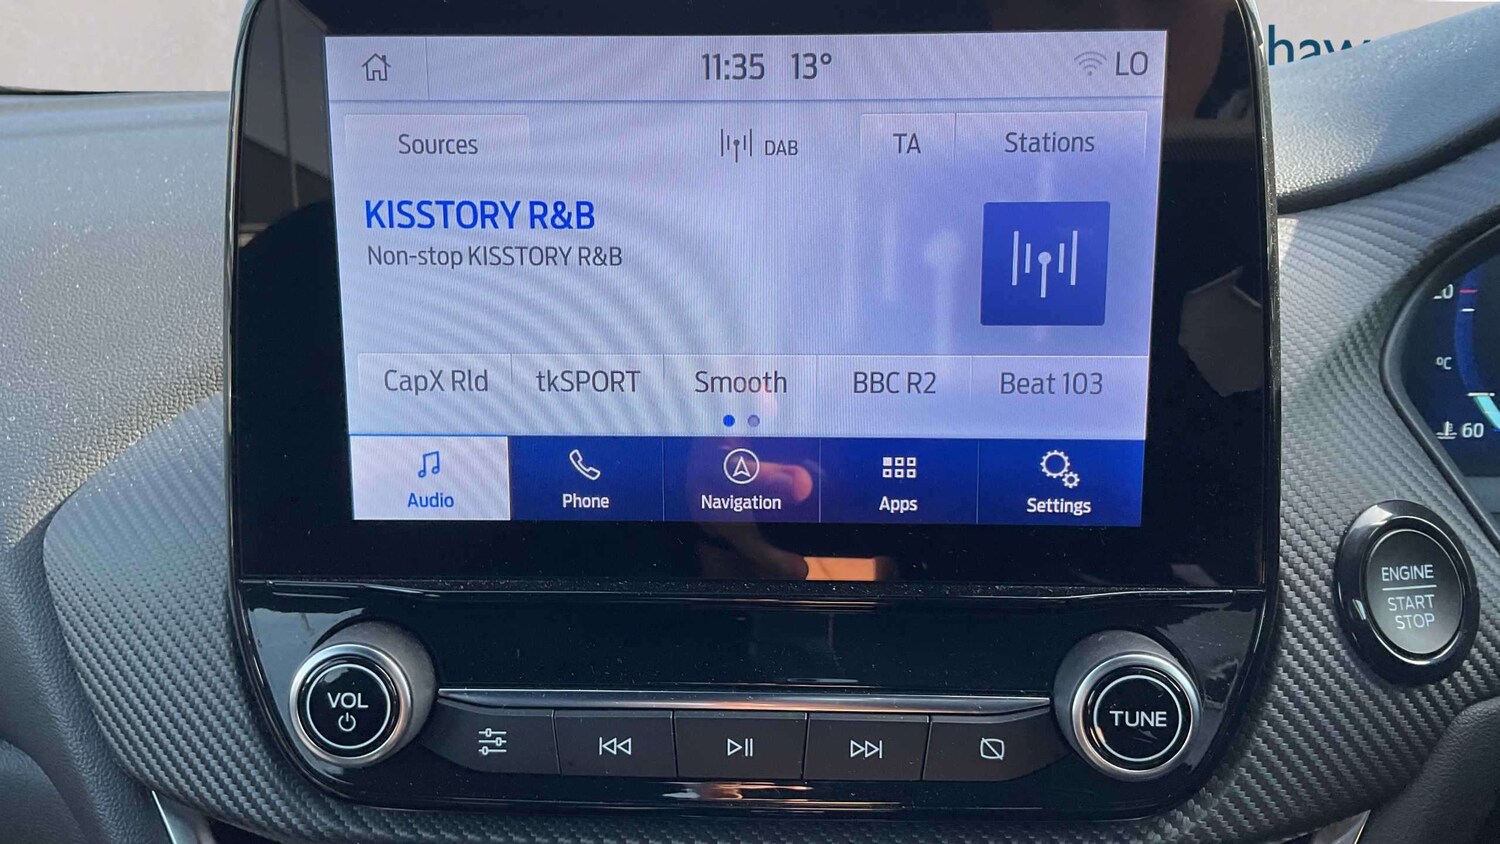 11:35 13° LO
Sources DAB TA Stations
KISSTORY R&B
Non-stop KISSTORY R&B
CapX Rld tkSPORT Smooth BBC R2 Beat 103
Audio Phone Navigation Apps Settings
°C
60
ENGINE
START
STOP
VOL
TUNE